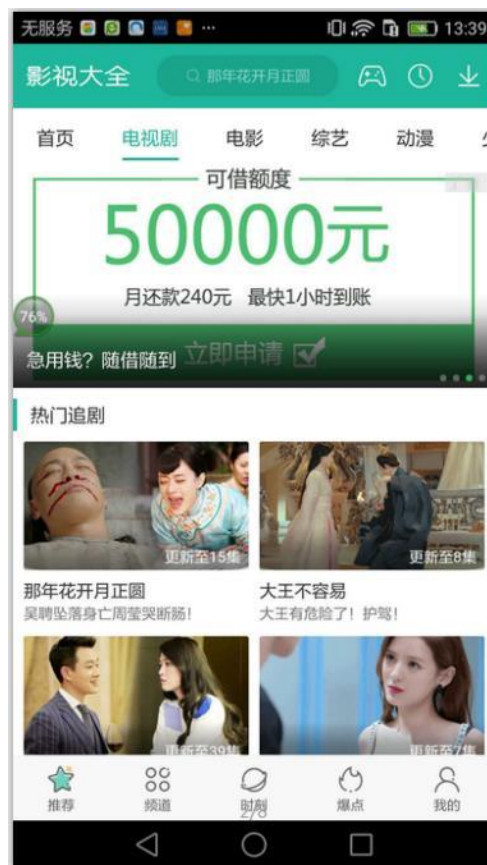 无服务
13:39
影视大全
那年花开月正圆
首页 电视剧 电影 综艺 动漫
可借额度
50000元
月还款240元 最快1小时到账
76%
立即申请
急用钱？随借随到
热门追剧
更新至15集
更新至8集
那年花开月正圆
大王不容易
吴聘坠落身亡周莹哭断肠！
大王有危险了！护驾！
更新至39集
更新至7集
推荐 频道 时刻 爆点 我的
2/8